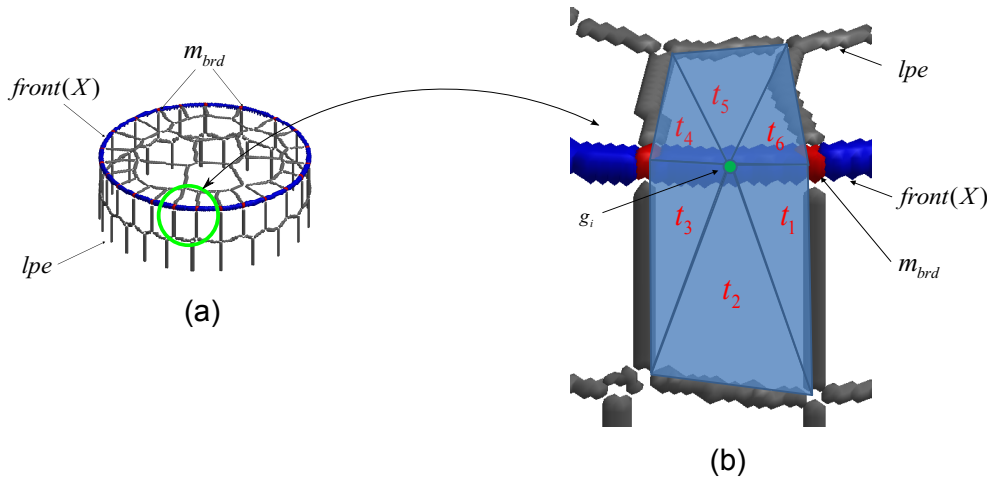 m_brd
front(X)
lpe
(a)
lpe
t_5
t_4
t_6
g_i
t_3
t_1
front(X)
m_brd
t_2
(b)